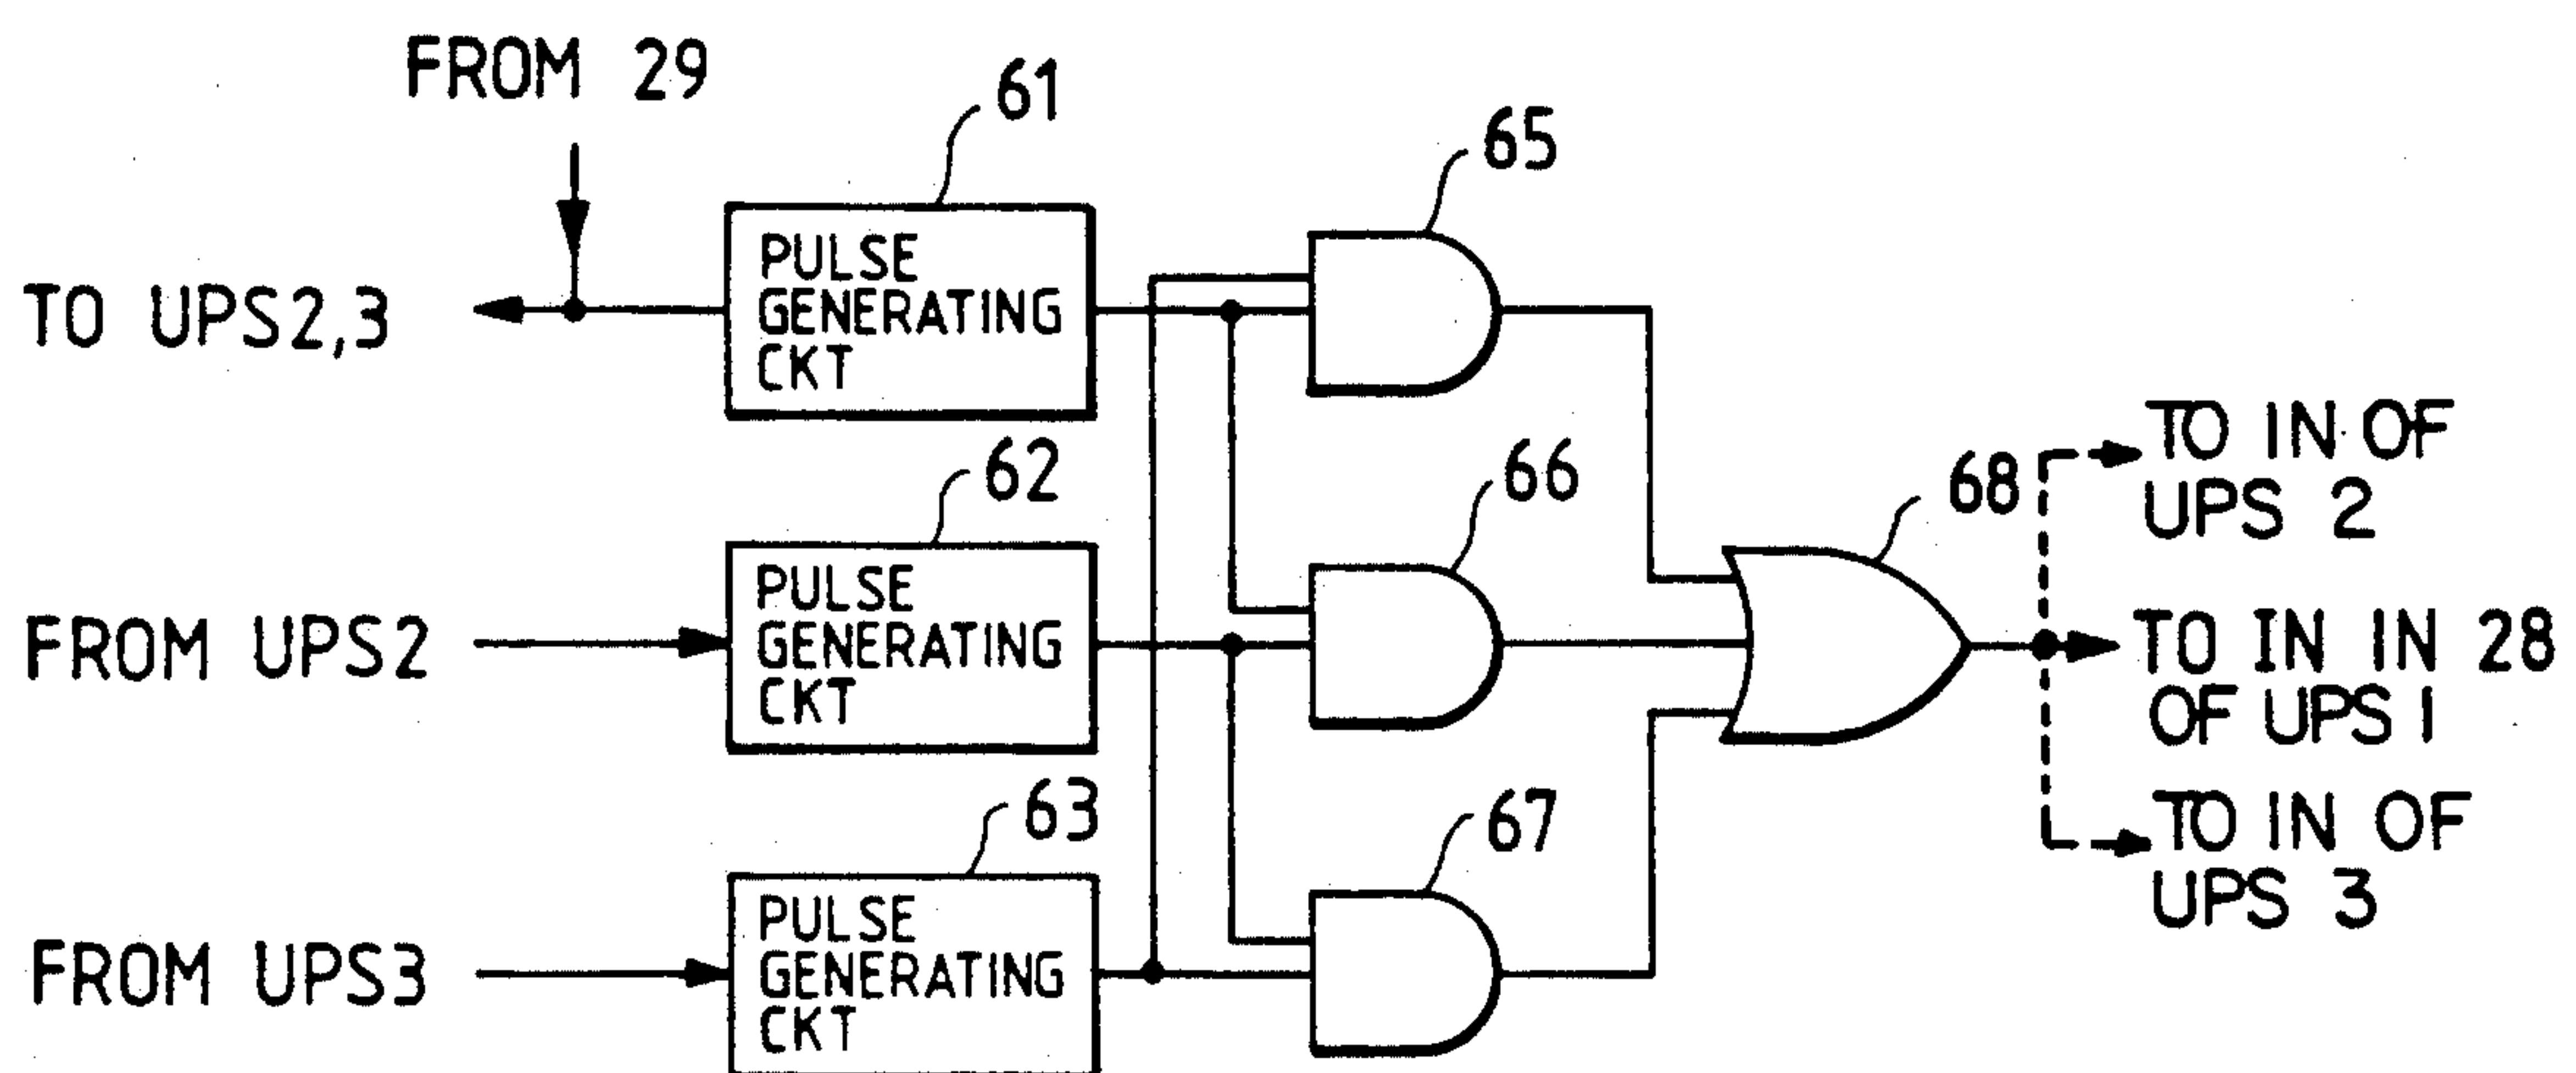 FROM 29
61
65
PULSE
GENERATING
CKT
TO UPS2,3
62
66
68
TO IN OF
UPS 2
PULSE
GENERATING
CKT
FROM UPS2
TO IN IN 28
OF UPS 1
63
67
TO IN OF
UPS 3
PULSE
GENERATING
CKT
FROM UPS3